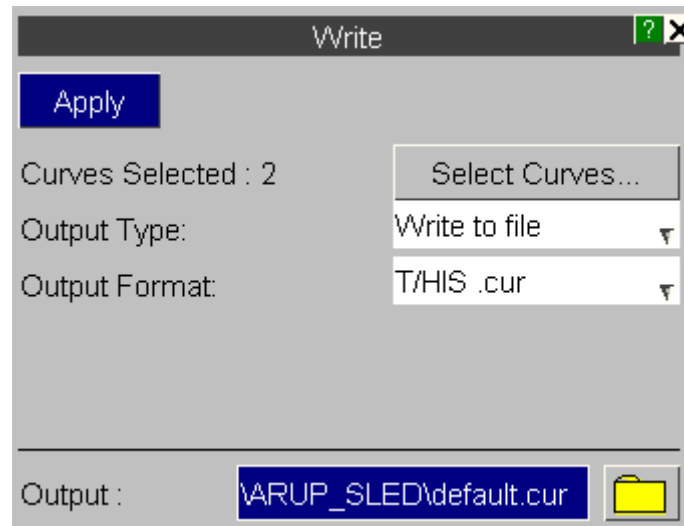 Write ? X
Apply
Curves Selected : 2 Select Curves...
Output Type: Write to file
Output Format: T/HIS .cur
Output : \ARUP_SLED\default.cur